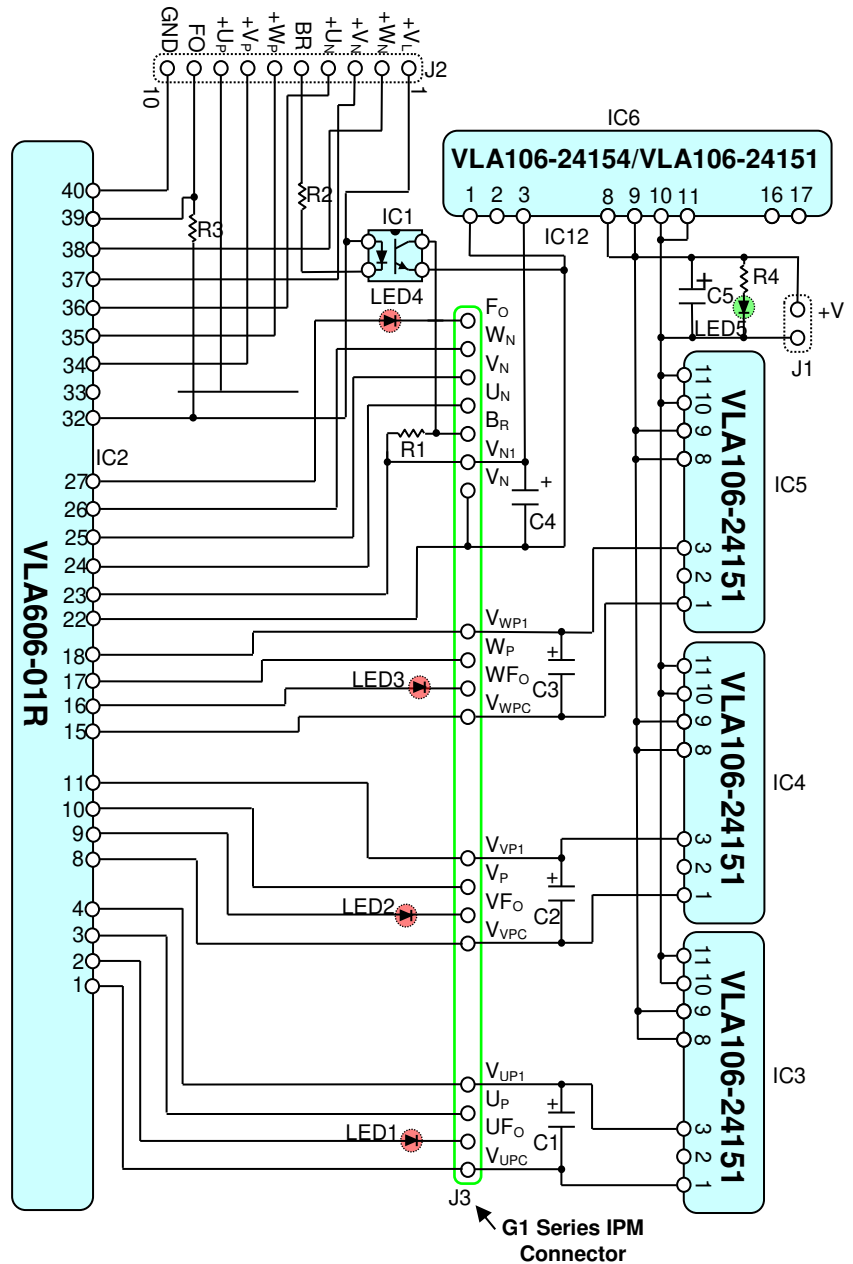 GND FO +UP +VP +WP BR +UN +VN +WN +VL
J2
10 1
IC6
VLA106-24154/VLA106-24151
1 2 3 8 9 10 11 16 17
IC12
40
39
38
37
36
35
34
33
32
IC2
27
26
25
24
23
22
18
17
16
15
11
10
9
8
4
3
2
1
VLA606-01R
R3
R2
IC1
LED4
R1
FO
WN
VN
UN
BR
VN1
VN
C4
+
R4
+
C5
LED5
+V
J1
VWP1
WP
WFO
VWPC
LED3
+
C3
VVP1
VP
VFO
VVPC
LED2
+
C2
VUP1
UP
UFO
VUPC
LED1
+
C1
11 10 9 8 3 2 1
VLA106-24151
IC5
11 10 9 8 3 2 1
VLA106-24151
IC4
11 10 9 8 3 2 1
VLA106-24151
IC3
J3
G1 Series IPM
Connector